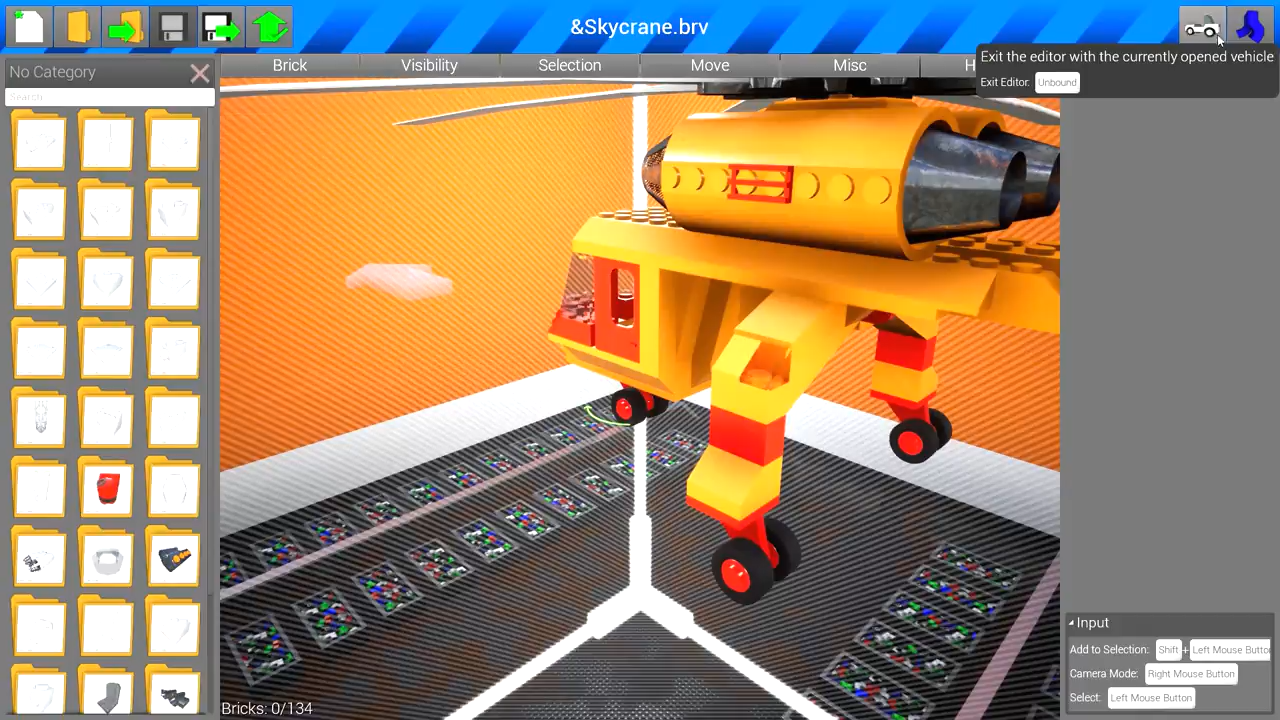 &Skycrane.brv
No Category
Search
Brick
Visibility
Selection
Move
Misc
H
Exit the editor with the currently opened vehicle
Exit Editor: Unbound
Bricks: 0/134
Input
Add to Selection: Shift + Left Mouse Butto
Camera Mode: Right Mouse Button
Select: Left Mouse Button